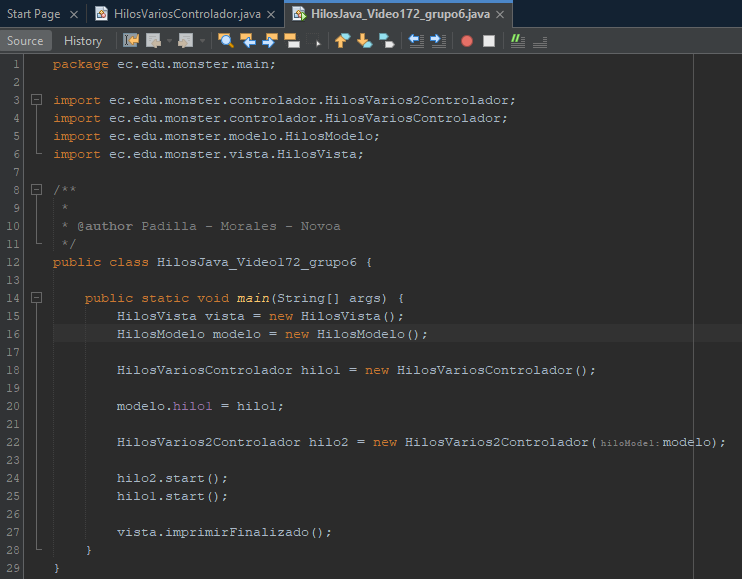 Start Page HilosVariosControlador.java HilosJava_Video172_grupo6.java
Source History
1 package ec.edu.monster.main;
2
3 import ec.edu.monster.controlador.HilosVarios2Controlador;
4 import ec.edu.monster.controlador.HilosVariosControlador;
5 import ec.edu.monster.modelo.HilosModelo;
6 import ec.edu.monster.vista.HilosVista;
7
8 /**
9 *
10 * @author Padilla - Morales - Novoa
11 */
12 public class HilosJava_Video172_grupo6 {
13
14 public static void main(String[] args) {
15 HilosVista vista = new HilosVista();
16 HilosModelo modelo = new HilosModelo();
17
18 HilosVariosControlador hilo1 = new HilosVariosControlador();
19
20 modelo.hilo1 = hilo1;
21
22 HilosVarios2Controlador hilo2 = new HilosVarios2Controlador(hiloModel:modelo);
23
24 hilo2.start();
25 hilo1.start();
26
27 vista.imprimirFinalizado();
28 }
29 }